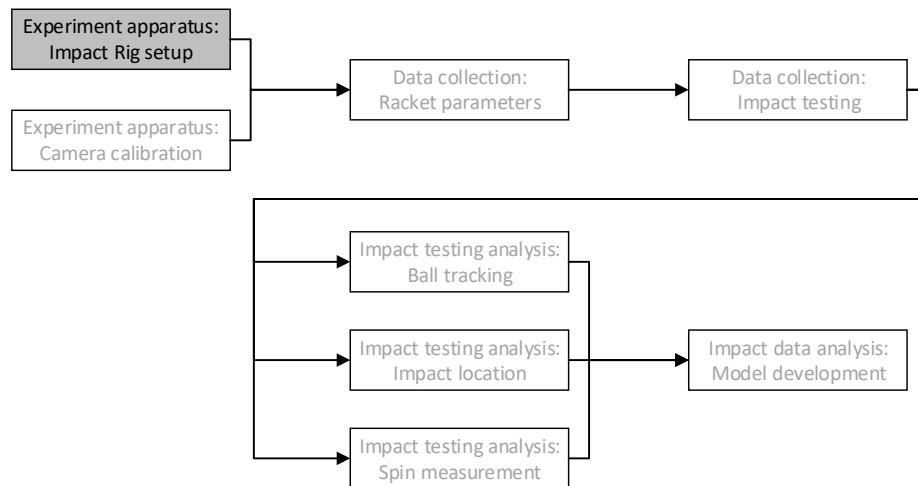 Experiment apparatus:
Impact Rig setup
Experiment apparatus:
Camera calibration
Data collection:
Racket parameters
Data collection:
Impact testing
Impact testing analysis:
Ball tracking
Impact testing analysis:
Impact location
Impact testing analysis:
Spin measurement
Impact data analysis:
Model development